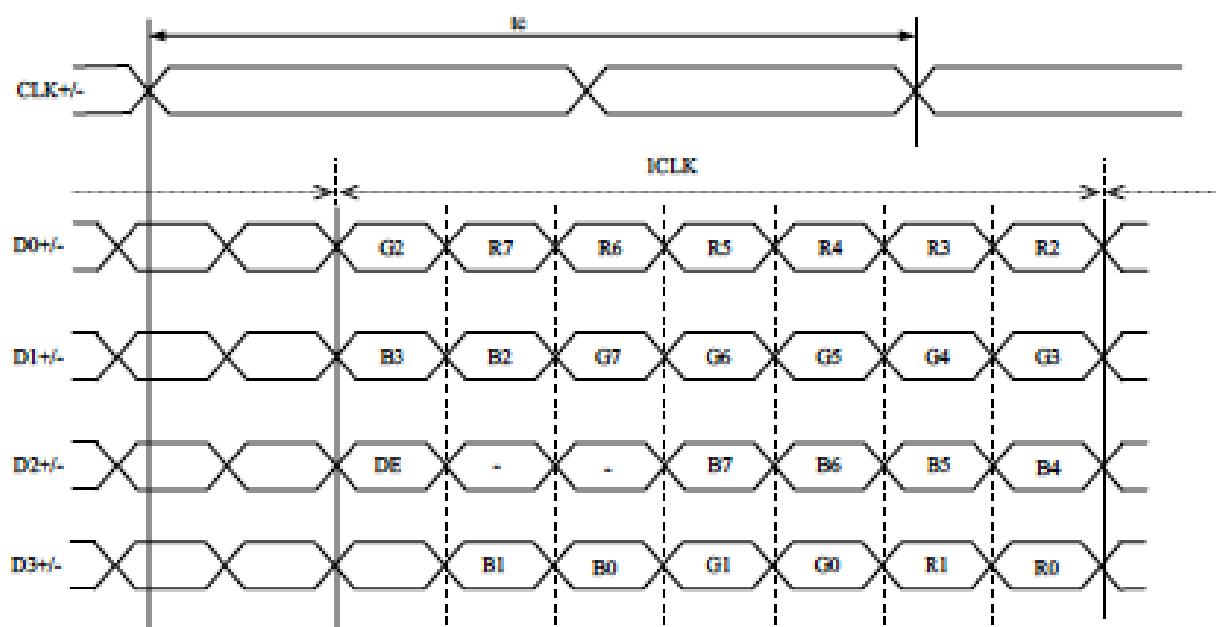 tc
CLK+/-
1CLK
D0+/- G2 R7 R6 R5 R4 R3 R2
D1+/- B3 B2 G7 G6 G5 G4 G3
D2+/- DE - - B7 B6 B5 B4
D3+/- B1 B0 G1 G0 R1 R0